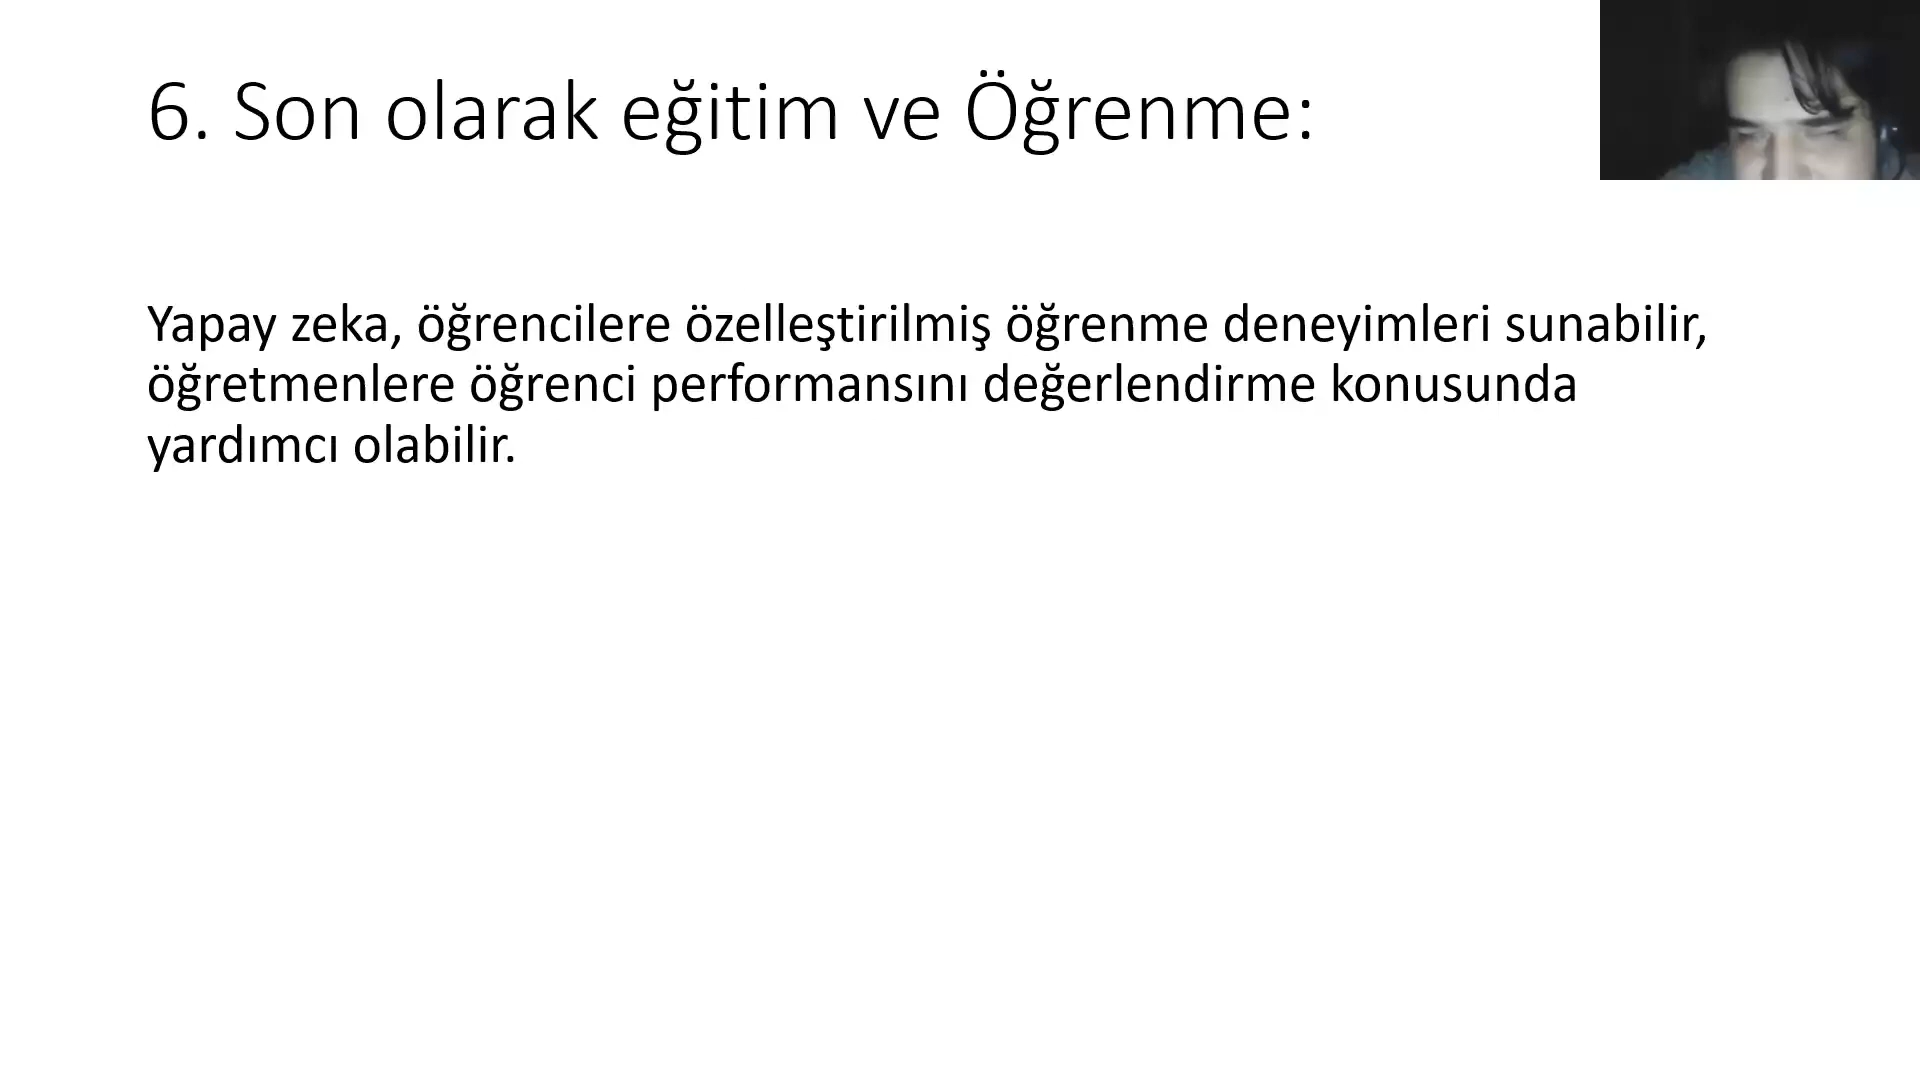 6. Son olarak eğitim ve Öğrenme:
Yapay zeka, öğrencilere özelleştirilmiş öğrenme deneyimleri sunabilir,
öğretmenlere öğrenci performansını değerlendirme konusunda
yardımcı olabilir.